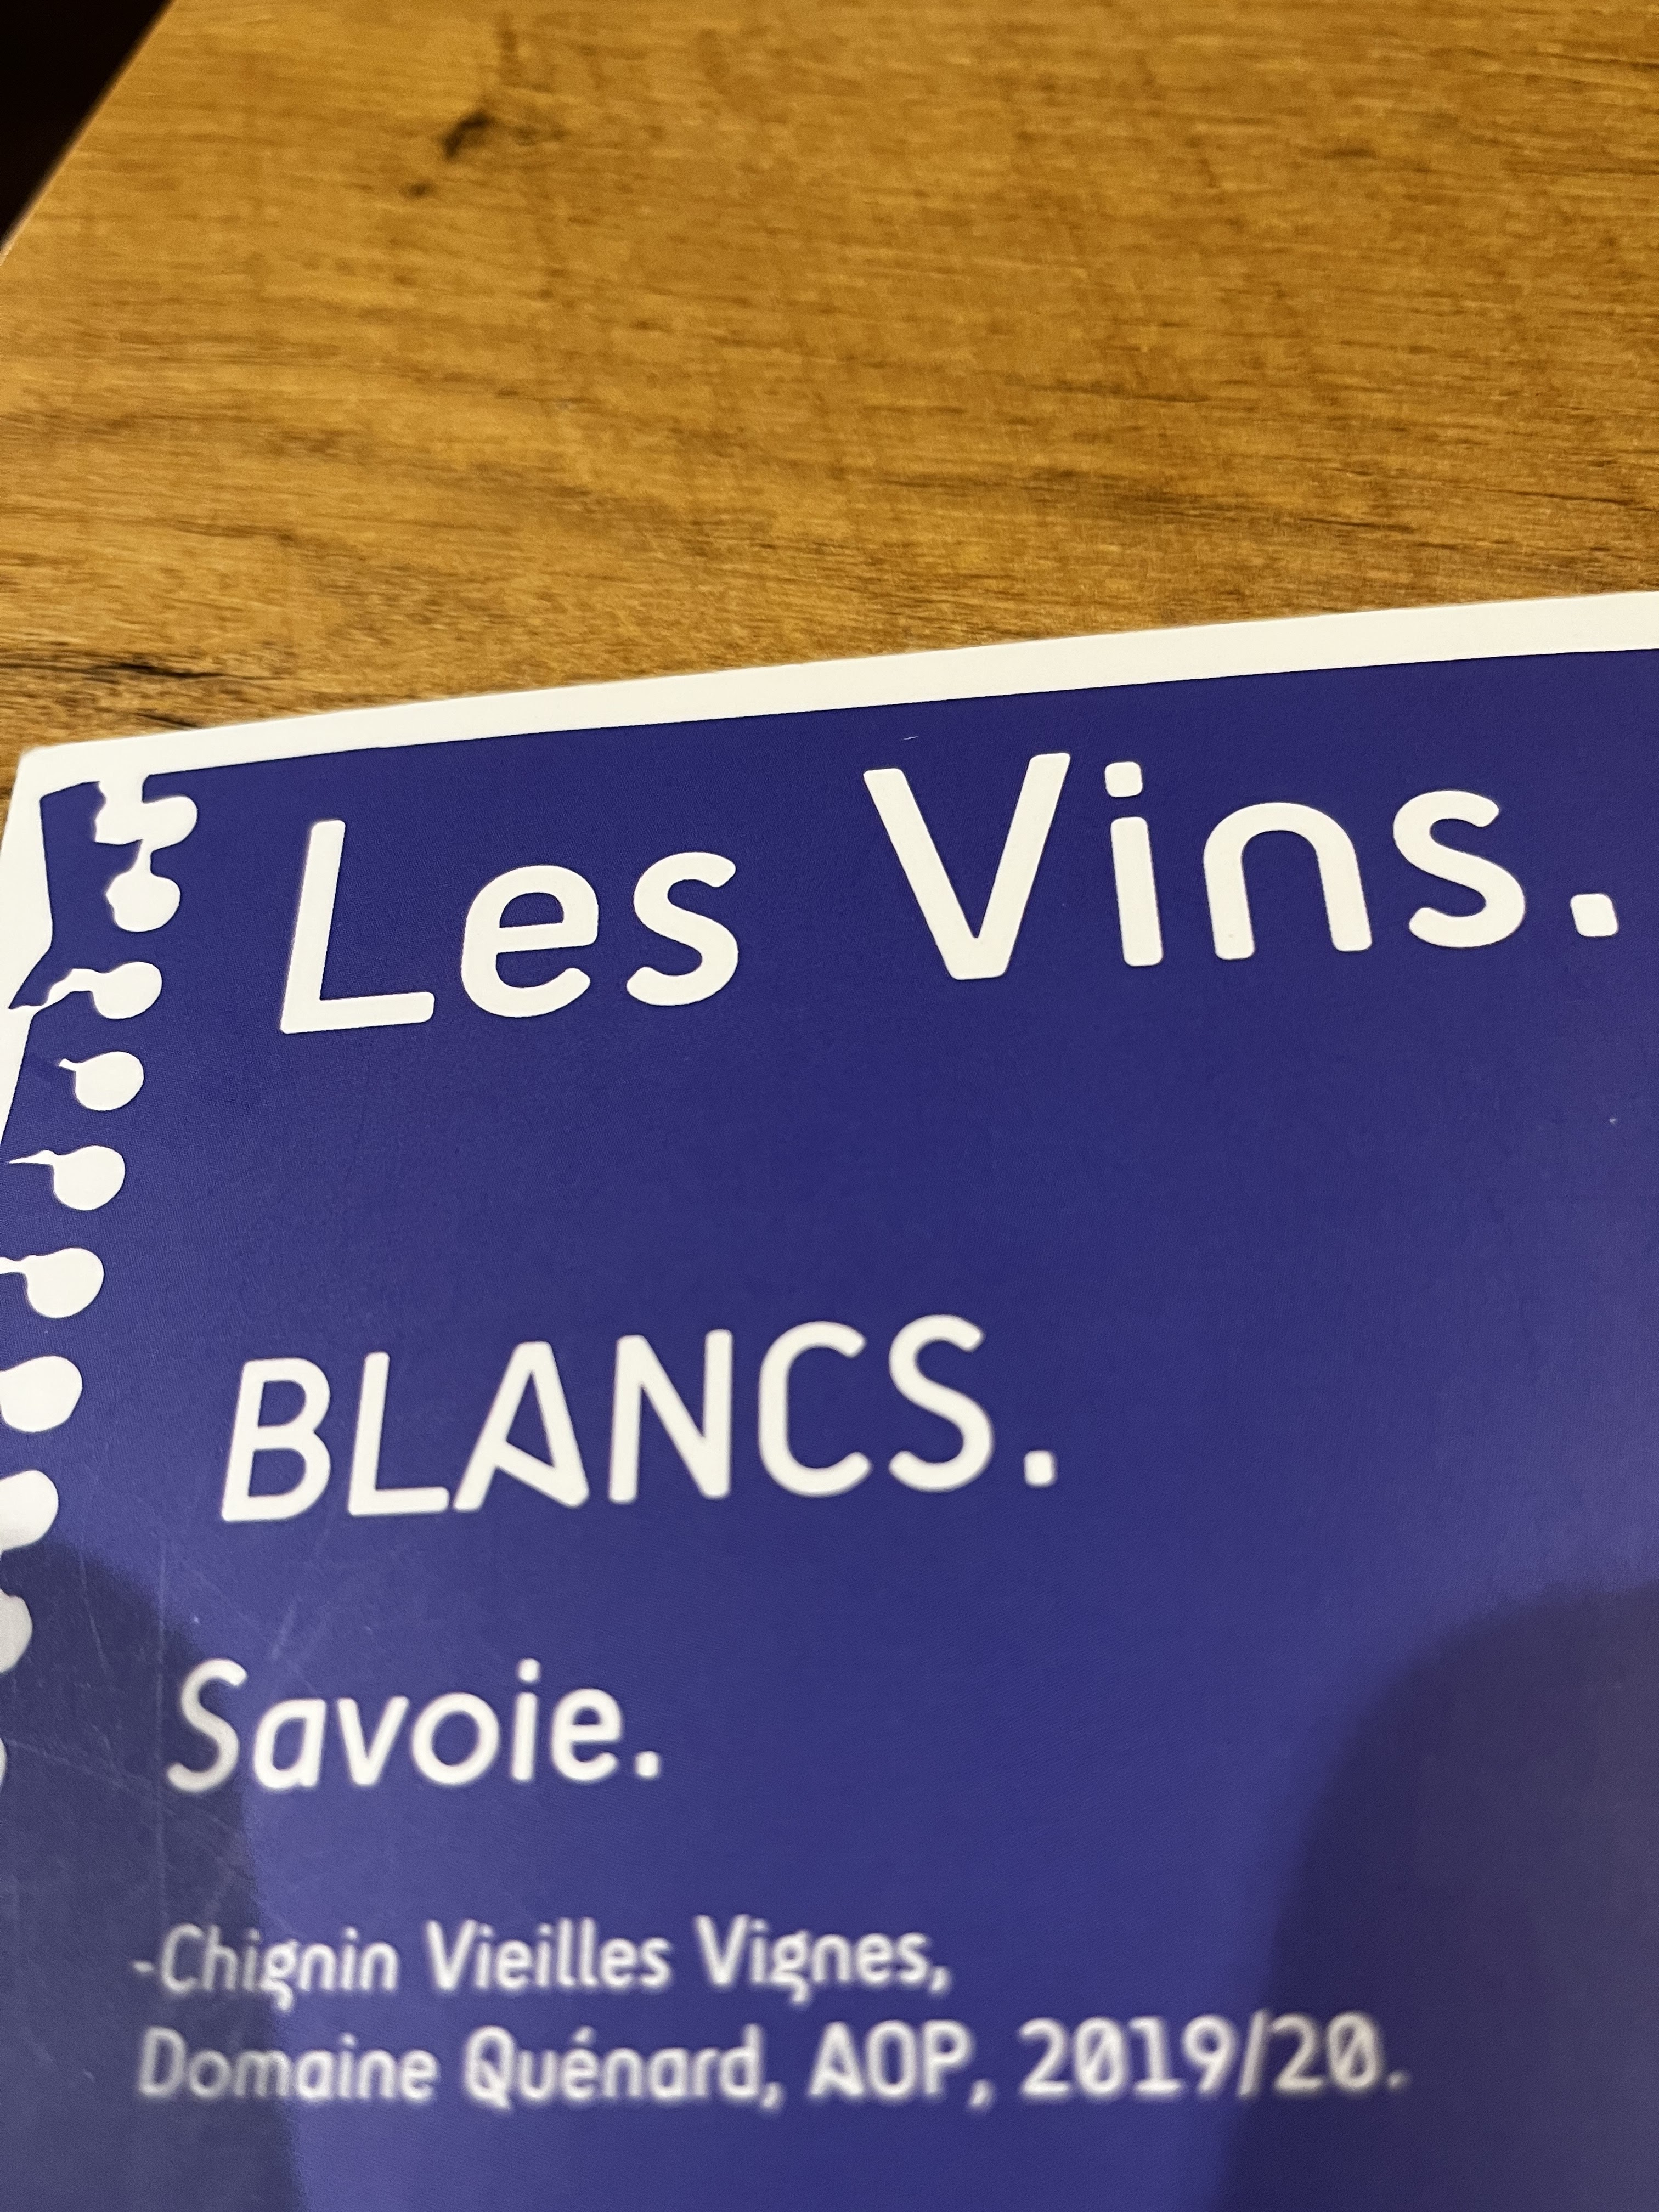 Les Vins.
BLANCS.
Savoie.
-Chignin Vieilles Vignes,
Domaine Quénard, AOP, 2019/20.